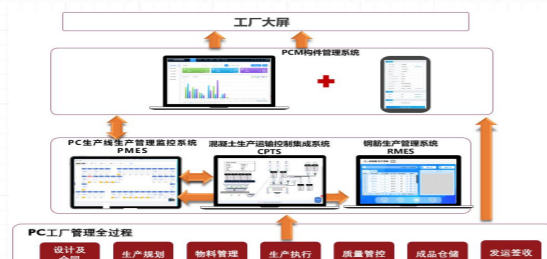 工厂大屏
PCM构件管理系统
PC生产线生产管理监控系统
PMES
混凝土生产运输控制集成系统
CPTS
钢筋生产管理系统
RMES
PC工厂管理全过程
设计及
合同
生产规划
物料管理
生产执行
质量管控
成品仓储
发运签收